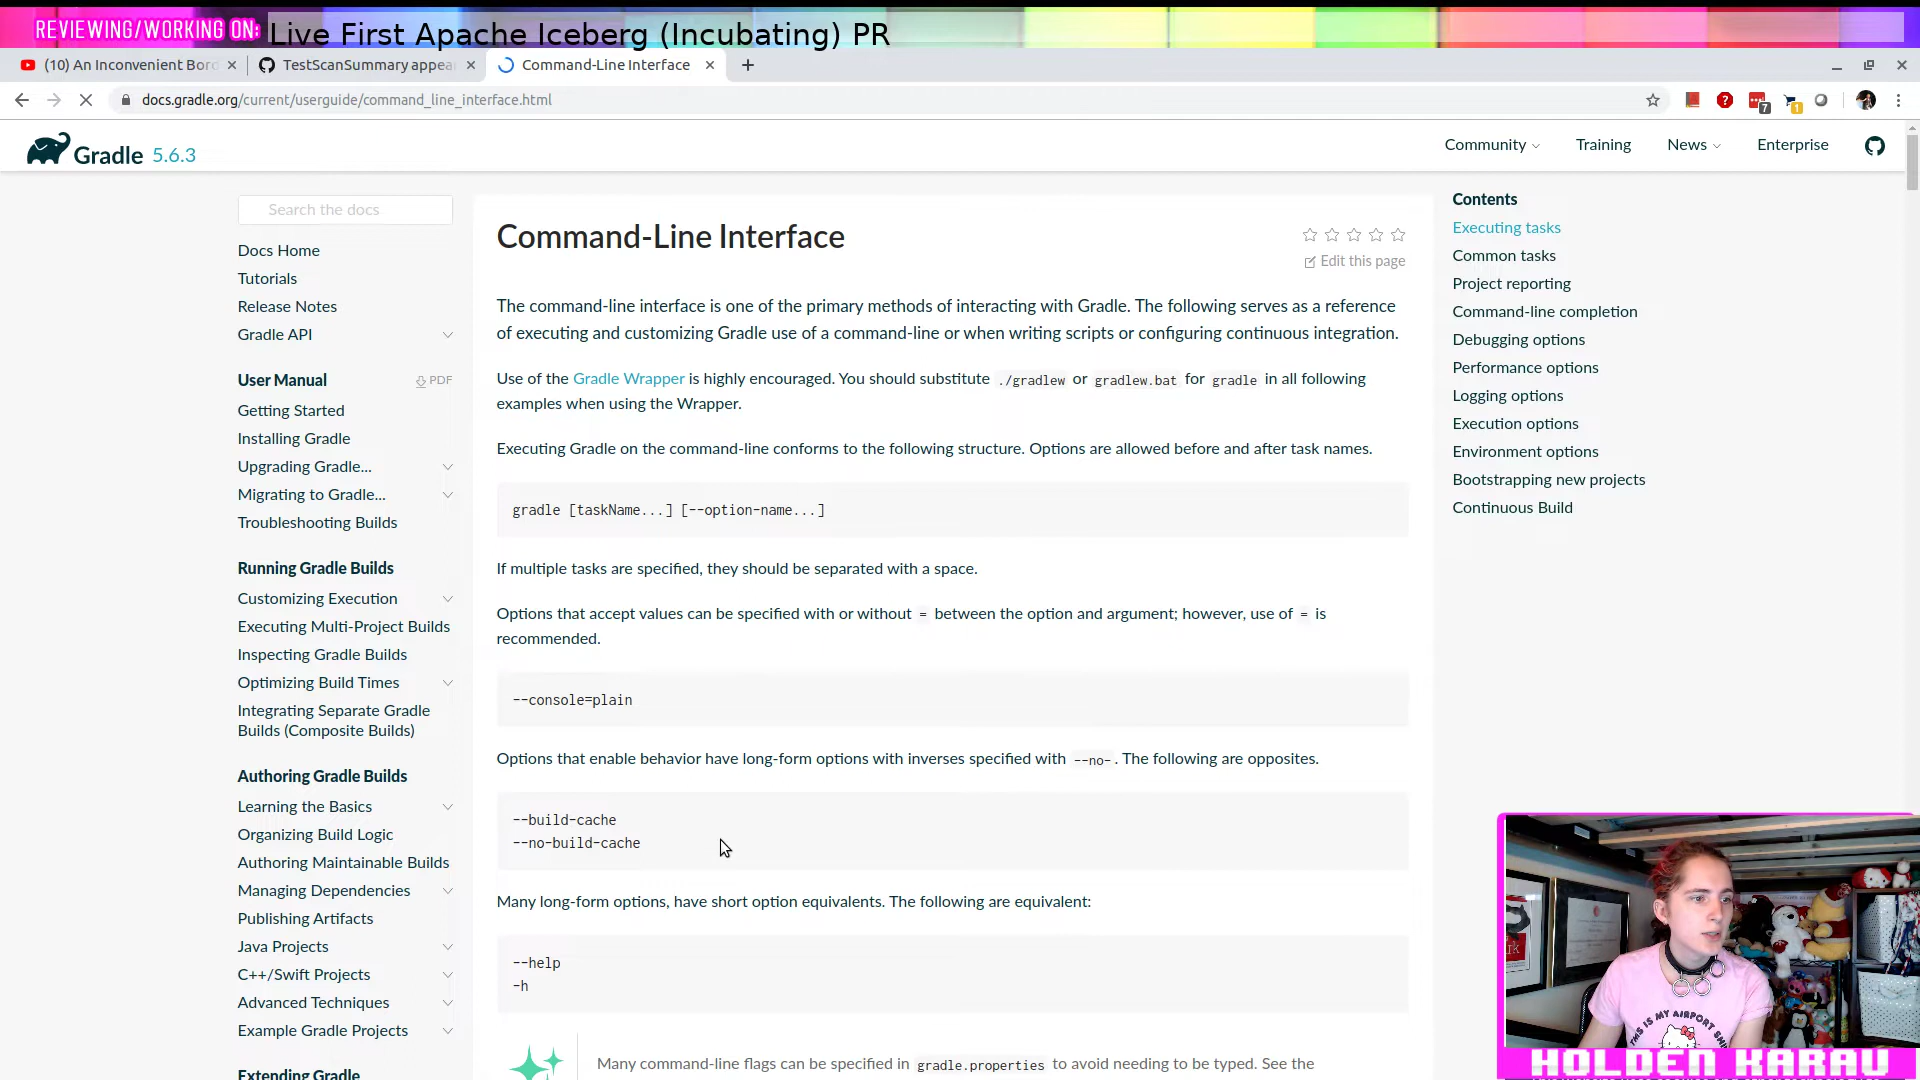 REVIEWING/WORKING ON: Live First Apache Iceberg (Incubating) PR
(10) An Inconvenient Bord
TestScanSummary appea
Command-Line Interface
docs.gradle.org/current/userguide/command_line_interface.html
7
1
Gradle 5.6.3
Community
Training
News
Enterprise
Search the docs
Docs Home
Tutorials
Release Notes
Gradle API
User Manual
PDF
Getting Started
Installing Gradle
Upgrading Gradle...
Migrating to Gradle...
Troubleshooting Builds
Running Gradle Builds
Customizing Execution
Executing Multi-Project Builds
Inspecting Gradle Builds
Optimizing Build Times
Integrating Separate Gradle
Builds (Composite Builds)
Authoring Gradle Builds
Learning the Basics
Organizing Build Logic
Authoring Maintainable Builds
Managing Dependencies
Publishing Artifacts
Java Projects
C++/Swift Projects
Advanced Techniques
Example Gradle Projects
Extending Gradle
Command-Line Interface
Edit this page
The command-line interface is one of the primary methods of interacting with Gradle. The following serves as a reference
of executing and customizing Gradle use of a command-line or when writing scripts or configuring continuous integration.
Use of the Gradle Wrapper is highly encouraged. You should substitute ./gradlew or gradlew.bat for gradle in all following
examples when using the Wrapper.
Executing Gradle on the command-line conforms to the following structure. Options are allowed before and after task names.
gradle [taskName...] [--option-name...]
If multiple tasks are specified, they should be separated with a space.
Options that accept values can be specified with or without = between the option and argument; however, use of = is
recommended.
--console=plain
Options that enable behavior have long-form options with inverses specified with --no-. The following are opposites.
--build-cache
--no-build-cache
Many long-form options, have short option equivalents. The following are equivalent:
--help
-h
Many command-line flags can be specified in gradle.properties to avoid needing to be typed. See the
Contents
Executing tasks
Common tasks
Project reporting
Command-line completion
Debugging options
Performance options
Logging options
Execution options
Environment options
Bootstrapping new projects
Continuous Build
THIS IS MY AIRPORT
HOLDEN KARAU